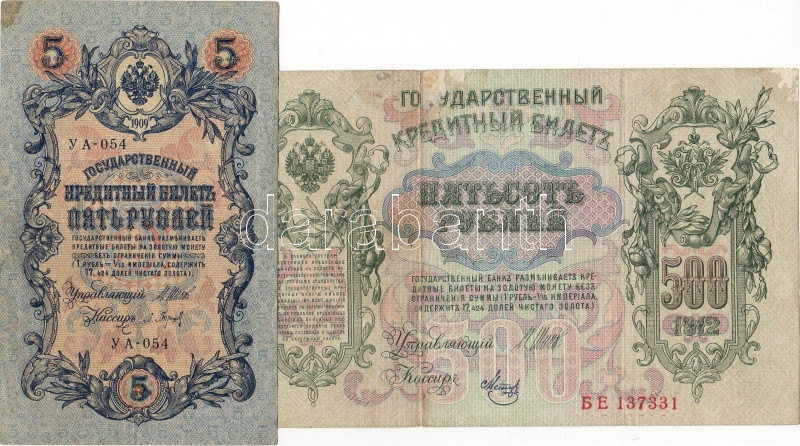 5 5
1909
УА-054
ГОСУДАРСТВЕННЫЙ
КРЕДИТНЫЙ БИЛЕТЪ
ПЯТЬ РУБЛЕЙ
ГОСУДАРСТВЕННЫЙ БАНКЪ РАЗМѢНИВАЕТЪ
КРЕДИТНЫЕ БИЛЕТЫ НА ЗОЛОТУЮ МОНЕТУ
БЕЗЪ ОГРАНИЧЕНІЯ СУММЫ
(1 РУБЛЬ = 1/15 ИМПЕРІАЛА, СОДЕРЖИТЪ
17,424 ДОЛЕЙ ЧИСТАГО ЗОЛОТА).
Управляющій
Кассиръ
УА-054
5
ГОСУДАРСТВЕННЫЙ
КРЕДИТНЫЙ БИЛЕТЪ
ПЯТЬСОТЪ
РУБЛЕЙ
ГОСУДАРСТВЕННЫЙ БАНКЪ РАЗМѢНИВАЕТЪ КРЕ-
ДИТНЫЕ БИЛЕТЫ НА ЗОЛОТУЮ МОНЕТУ БЕЗЪ
ОГРАНИЧЕНІЯ СУММЫ (1 РУБЛЬ = 1/15 ИМПЕРІАЛА,
СОДЕРЖИТЪ 17,424 ДОЛЕЙ ЧИСТАГО ЗОЛОТА).
Управляющій
Кассиръ
500
500
1912
БЕ 137331
darabanth